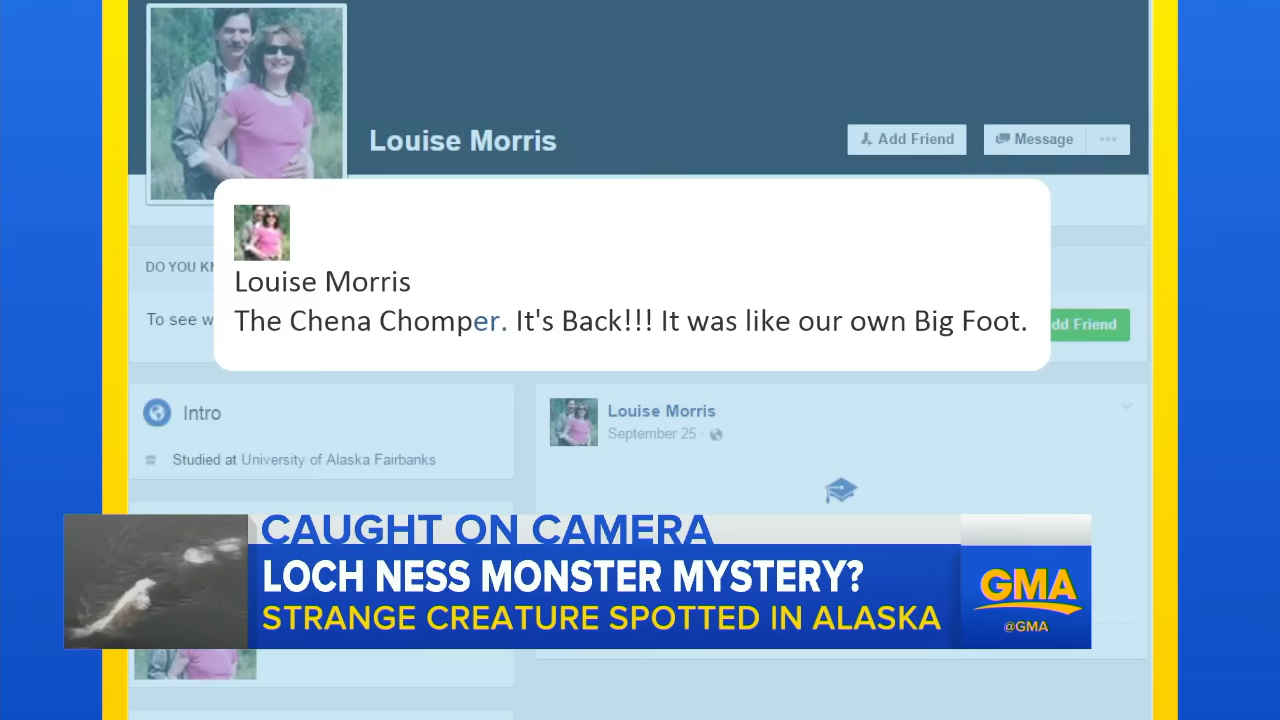 Louise Morris
Add Friend
Message
Louise Morris
The Chena Chomper. It's Back!!! It was like our own Big Foot.
DO YOU KN
To see w
dd Friend
Intro
Studied at University of Alaska Fairbanks
Louise Morris
September 25
CAUGHT ON CAMERA
LOCH NESS MONSTER MYSTERY?
STRANGE CREATURE SPOTTED IN ALASKA
GMA
@GMA